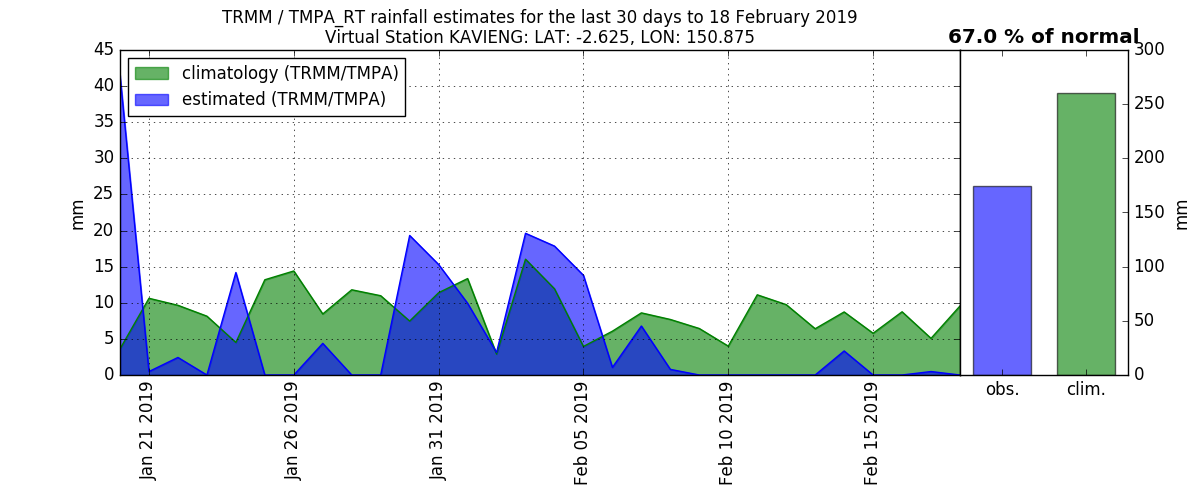 TRMM / TMPA_RT rainfall estimates for the last 30 days to 18 February 2019
Virtual Station KAVIENG: LAT: -2.625, LON: 150.875
67.0 % of normal
climatology (TRMM/TMPA)
estimated (TRMM/TMPA)
45
40
35
30
25
20
15
10
5
0
mm
Jan 21 2019
Jan 26 2019
Jan 31 2019
Feb 05 2019
Feb 10 2019
Feb 15 2019
300
250
200
150
100
50
0
mm
obs.
clim.